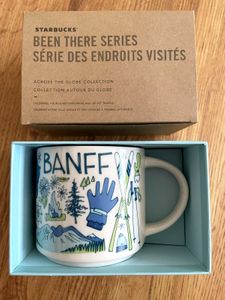 STARBUCKS®
BEEN THERE SERIES
SÉRIE DES ENDROITS VISITÉS
ACROSS THE GLOBE COLLECTION
COLLECTION AUTOUR DU GLOBE
BANFF